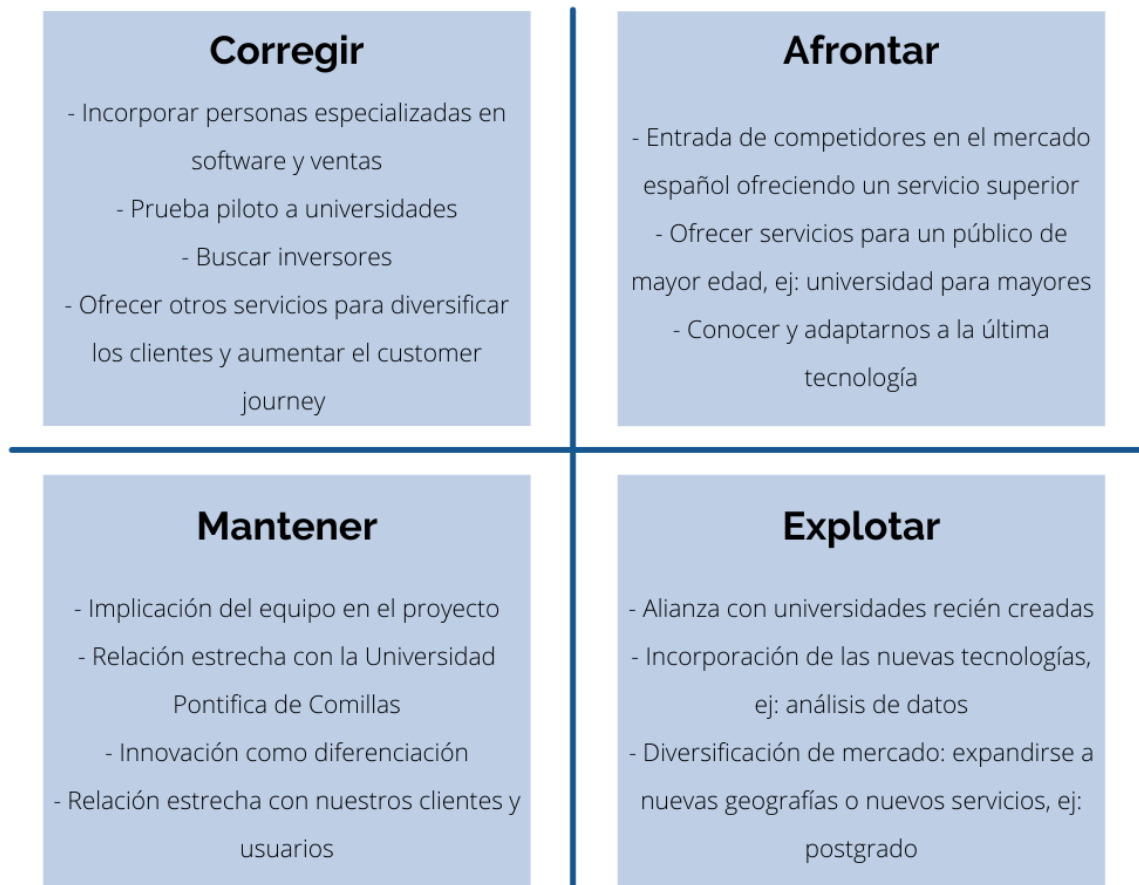 Corregir
- Incorporar personas especializadas en
software y ventas
- Prueba piloto a universidades
- Buscar inversores
- Ofrecer otros servicios para diversificar
los clientes y aumentar el customer
journey
Afrontar
- Entrada de competidores en el mercado
español ofreciendo un servicio superior
- Ofrecer servicios para un público de
mayor edad, ej: universidad para mayores
- Conocer y adaptarnos a la última
tecnología
Mantener
- Implicación del equipo en el proyecto
- Relación estrecha con la Universidad
Pontifica de Comillas
- Innovación como diferenciación
- Relación estrecha con nuestros clientes y
usuarios
Explotar
- Alianza con universidades recién creadas
- Incorporación de las nuevas tecnologías,
ej: análisis de datos
- Diversificación de mercado: expandirse a
nuevas geografías o nuevos servicios, ej:
postgrado